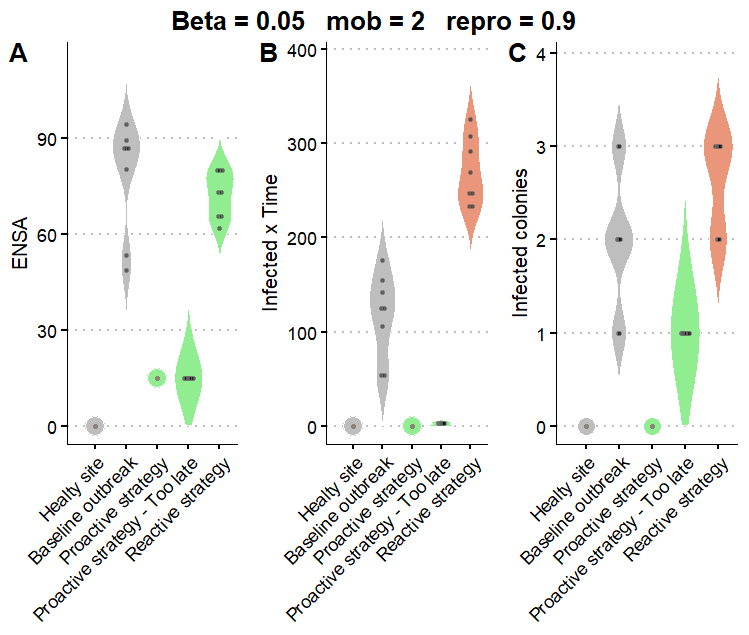 Beta = 0.05 mob = 2 repro = 0.9
A
ENSA
90
60
30
0
Healty site
Baseline outbreak
Proactive strategy
Proactive strategy - Too late
Reactive strategy
B
Infected x Time
400
300
200
100
0
Healty site
Baseline outbreak
Proactive strategy
Proactive strategy - Too late
Reactive strategy
C
Infected colonies
4
3
2
1
0
Healty site
Baseline outbreak
Proactive strategy
Proactive strategy - Too late
Reactive strategy